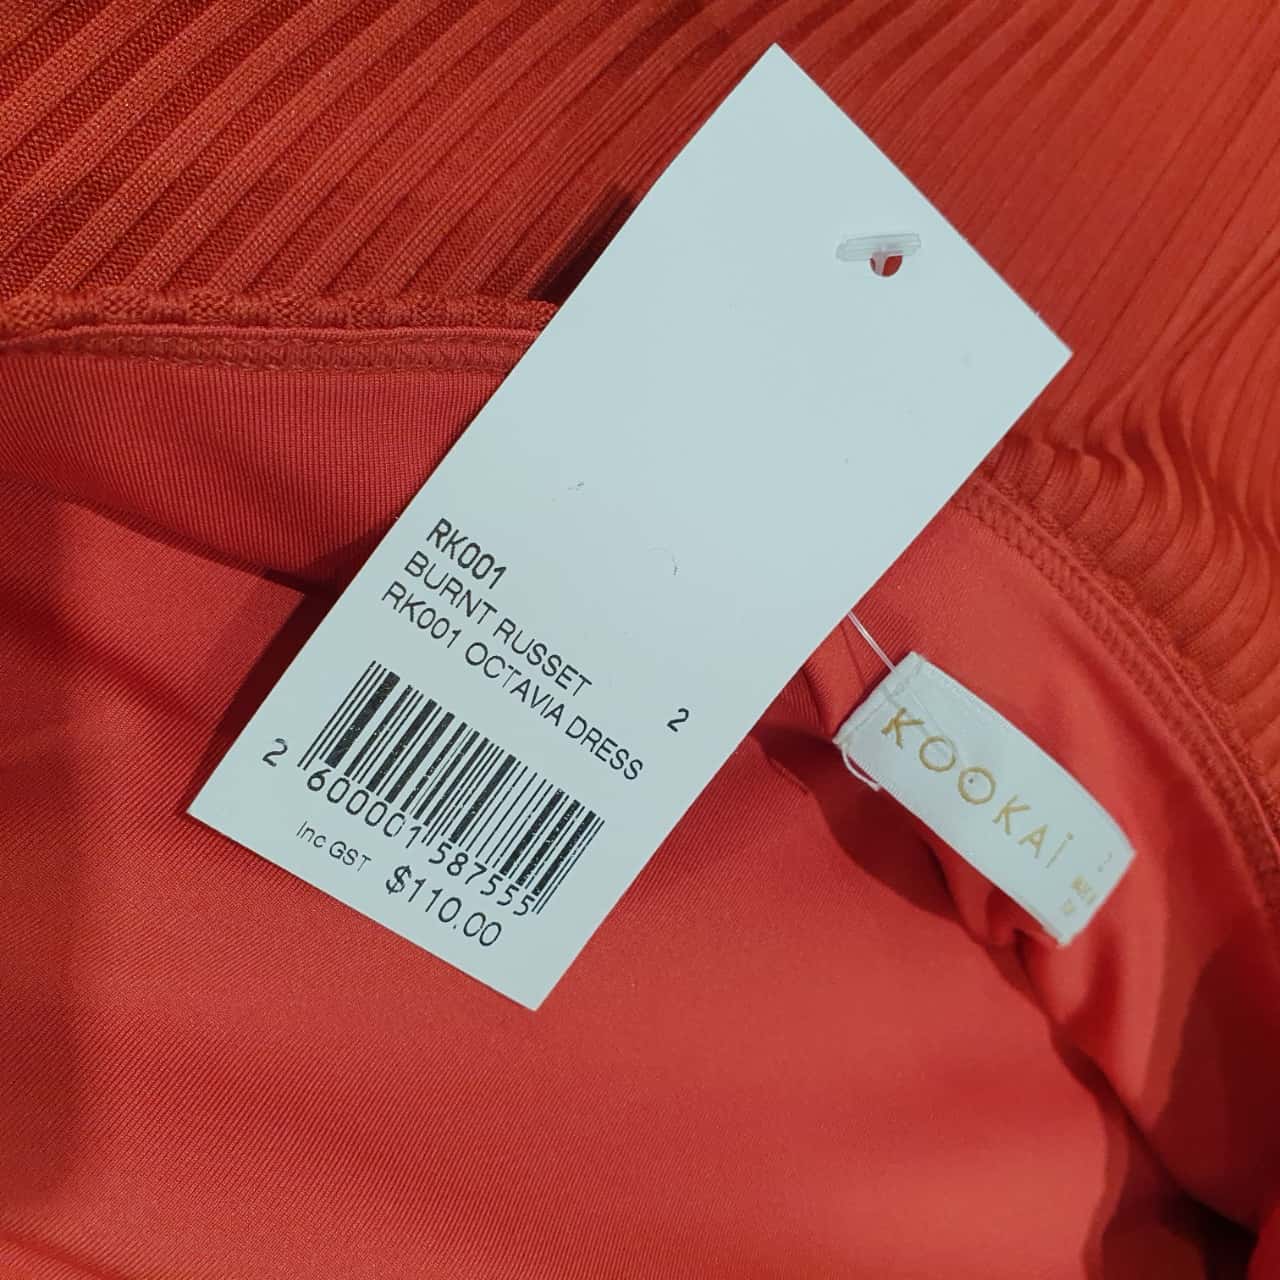 RK001
BURNT RUSSET
RK001 OCTAVIA DRESS 2
2 600001 587555
Inc GST $110.00
KOOKAi